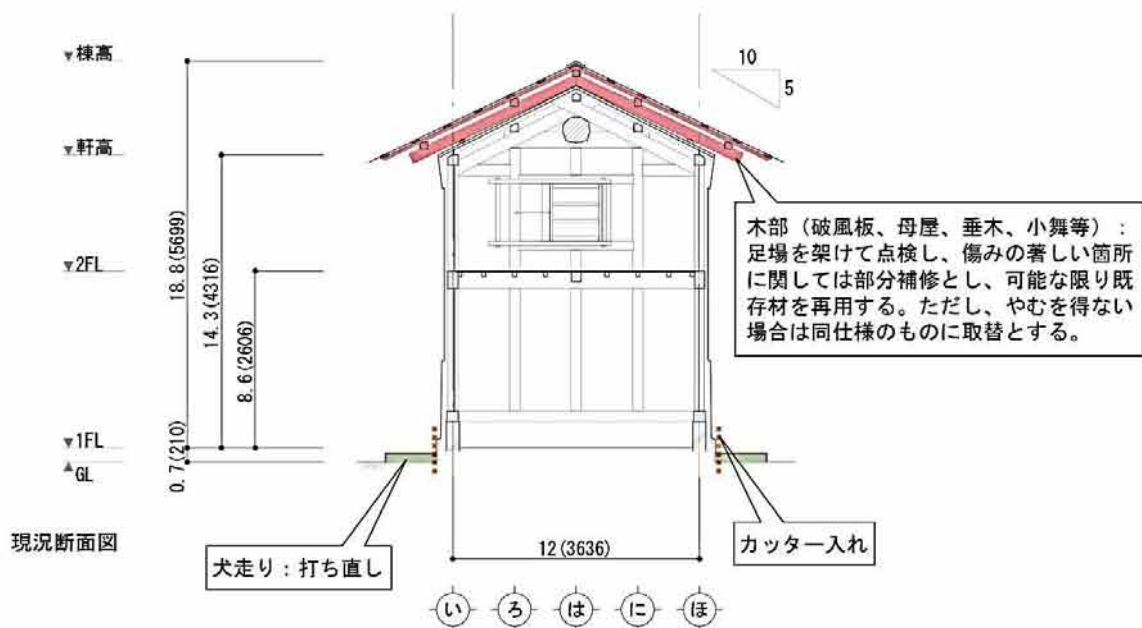 ▼棟高
10
5
▼軒高
18.8(5699)
14.3(4316)
▼2FL
8.6(2606)
木部（破風板、母屋、垂木、小舞等）：
足場を架けて点検し、傷みの著しい箇所
に関しては部分補修とし、可能な限り既
存材を再用する。ただし、やむを得ない
場合は同仕様のものに取替とする。
▼1FL
0.7(210)
▲GL
現況断面図
犬走り：打ち直し
12(3636)
カッター入れ
い ろ は に ほ